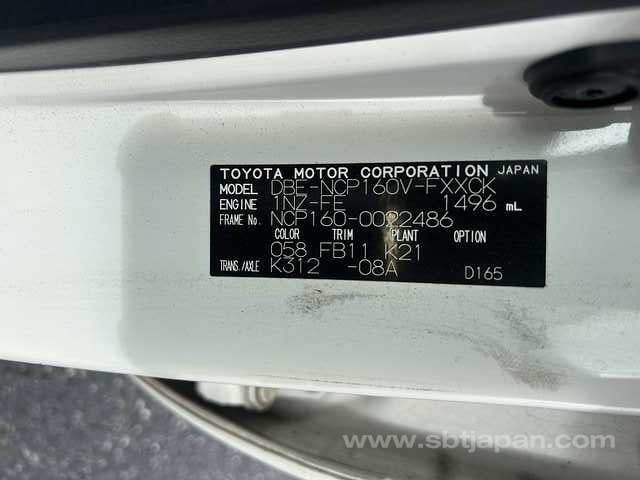 TOYOTA MOTOR CORPORATION JAPAN
MODEL DBE-NCP160V-FXXCK
ENGINE 1NZ-FE 1496 mL
FRAME No. NCP160-0022486
COLOR TRIM PLANT OPTION
058 FB11 K21
TRANS./AXLE K312 -08A D165
www.sbtjapan.com